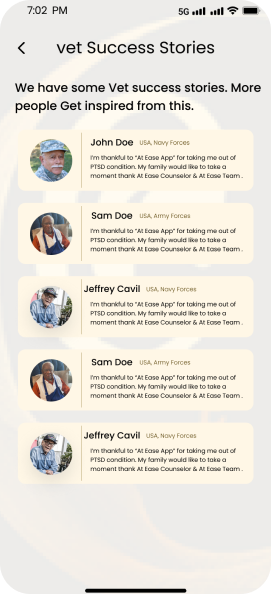 7:02 PM 5G
vet Success Stories
We have some Vet success stories. More
people Get inspired from this.
John Doe USA, Navy Forces
I'm thankful to "At Ease App" for taking me out of
PTSD condition. My family would like to take a
moment thank At Ease Counselor & At Ease Team .
Sam Doe USA, Army Forces
I'm thankful to "At Ease App" for taking me out of
PTSD condition. My family would like to take a
moment thank At Ease Counselor & At Ease Team .
Jeffrey Cavil USA, Navy Forces
I'm thankful to "At Ease App" for taking me out of
PTSD condition. My family would like to take a
moment thank At Ease Counselor & At Ease Team .
Sam Doe USA, Army Forces
I'm thankful to "At Ease App" for taking me out of
PTSD condition. My family would like to take a
moment thank At Ease Counselor & At Ease Team .
Jeffrey Cavil USA, Navy Forces
I'm thankful to "At Ease App" for taking me out of
PTSD condition. My family would like to take a
moment thank At Ease Counselor & At Ease Team .